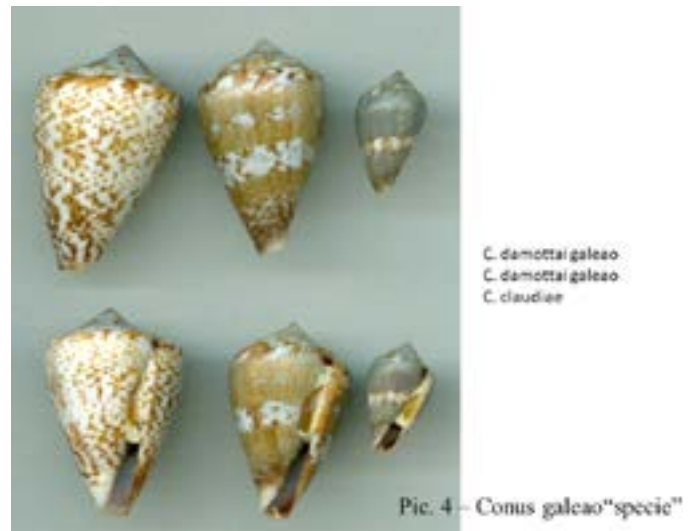 C. damottai galeao
C. damottai galeao
C. claudiae
Pic. 4 – Conus galeao“specie”